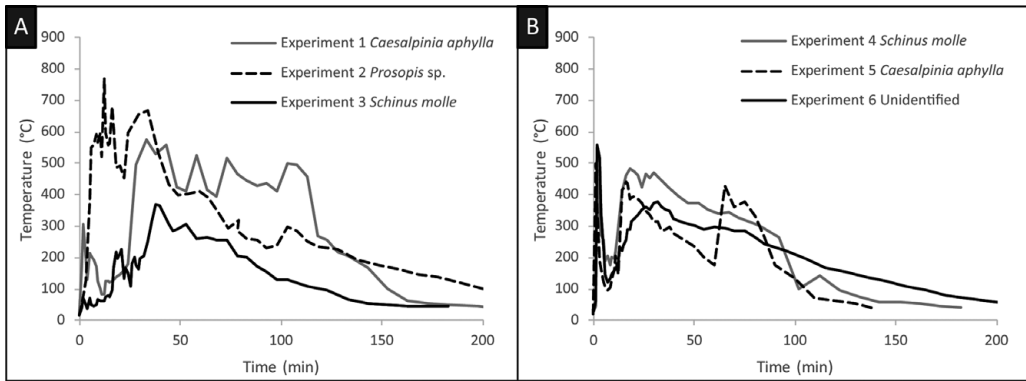 A
900
800
700
600
500
400
300
200
100
0
Temperature (°C)
Experiment 1 Caesalpinia aphylla
Experiment 2 Prosopis sp.
Experiment 3 Schinus molle
0 50 100 150 200
Time (min)
B
900
800
700
600
500
400
300
200
100
0
Temperature (°C)
Experiment 4 Schinus molle
Experiment 5 Caesalpinia aphylla
Experiment 6 Unidentified
0 50 100 150 200
Time (min)